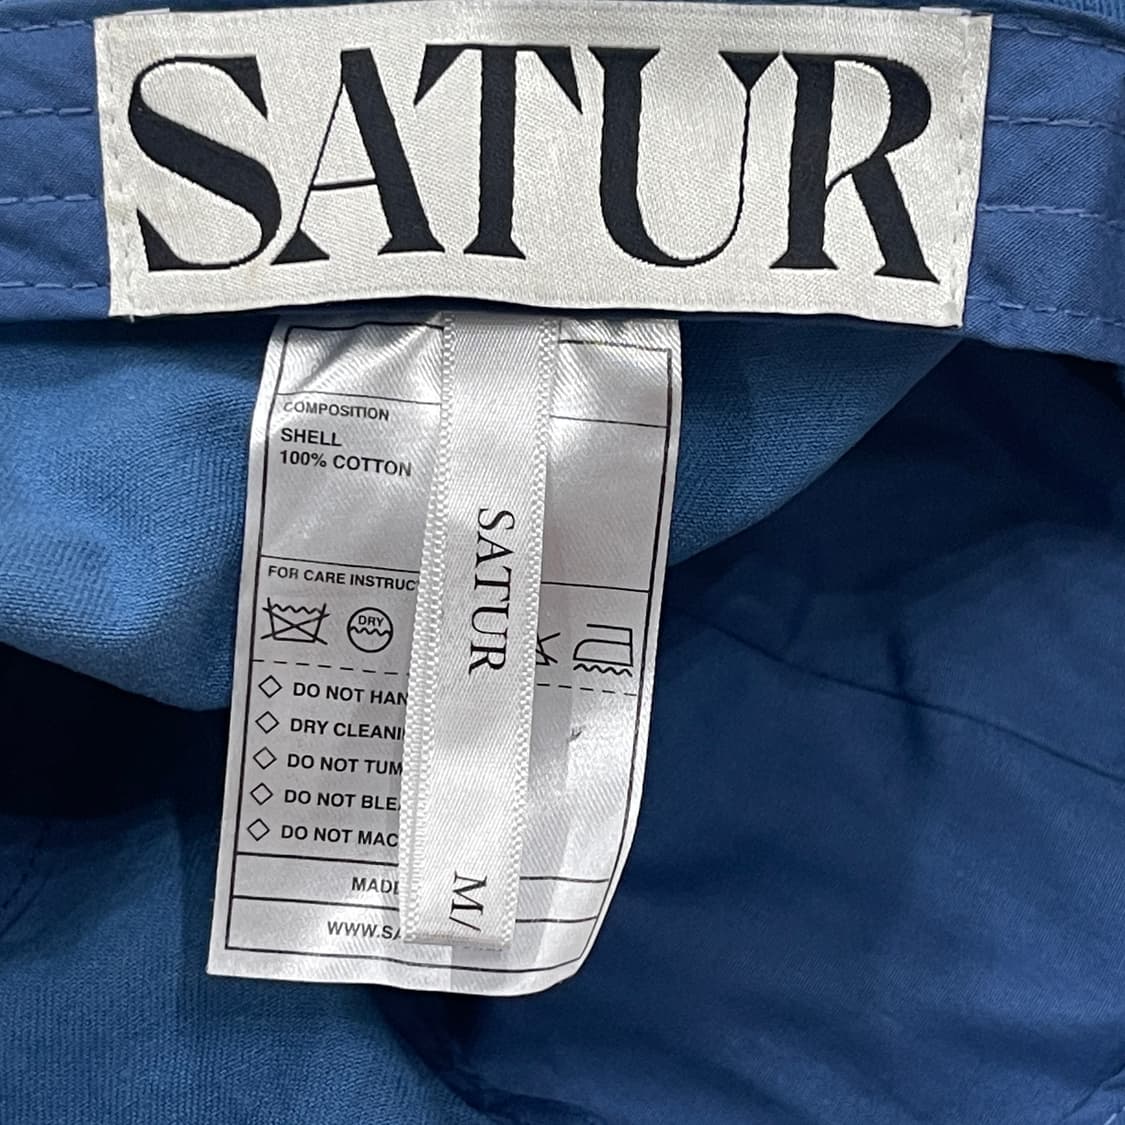 SATUR
COMPOSITION
SHELL
100% COTTON
FOR CARE INSTRUC
DRY
DO NOT HAN
DRY CLEANI
DO NOT TUM
DO NOT BLE
DO NOT MAC
MADE
WWW.SA
SATUR
M/